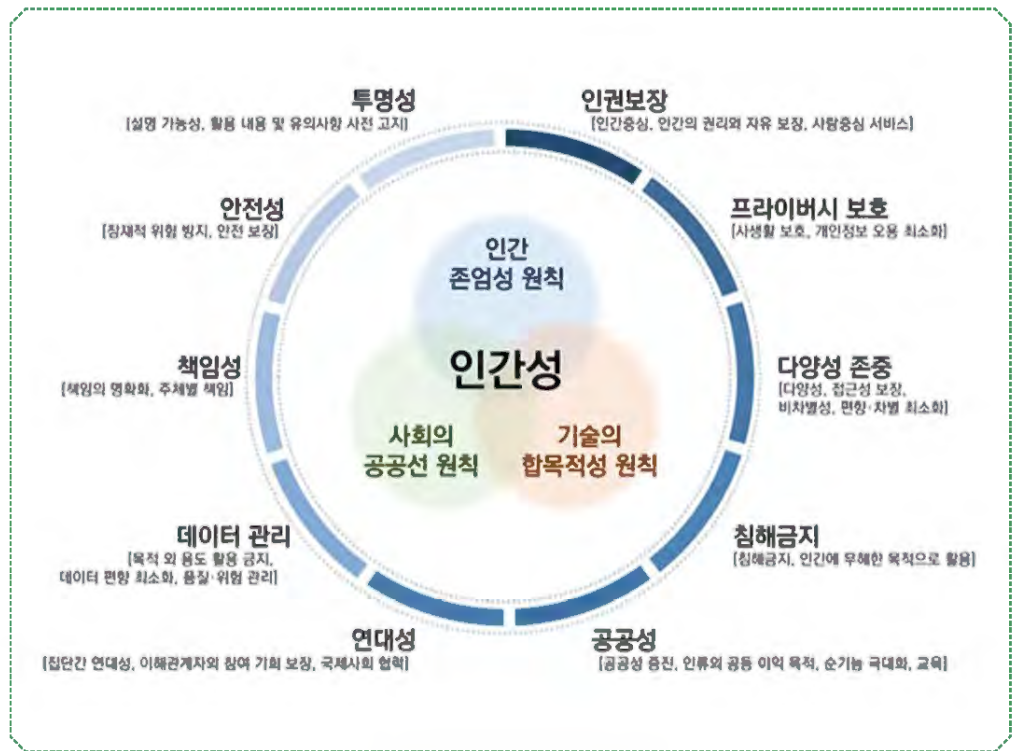 투명성
[설명 가능성, 활용 내용 및 유의사항 사전 고지]
인권보장
[인간중심, 인간의 권리와 자유 보장, 사람중심 서비스]
안전성
[잠재적 위험 방지, 안전 보장]
프라이버시 보호
[사생활 보호, 개인정보 오용 최소화]
인간
존엄성 원칙
인간성
책임성
[책임의 명확화, 주체별 책임]
다양성 존중
[다양성, 접근성 보장,
비차별성, 편향·차별 최소화]
사회의
공공선 원칙
기술의
합목적성 원칙
데이터 관리
[목적 외 용도 활용 금지,
데이터 편향 최소화, 품질·위험 관리]
침해금지
[침해금지, 인간에 무해한 목적으로 활용]
연대성
[집단간 연대성, 이해관계자의 참여 기회 보장, 국제사회 협력]
공공성
[공공성 증진, 인류의 공동 이익 목적, 순기능 극대화, 교육]